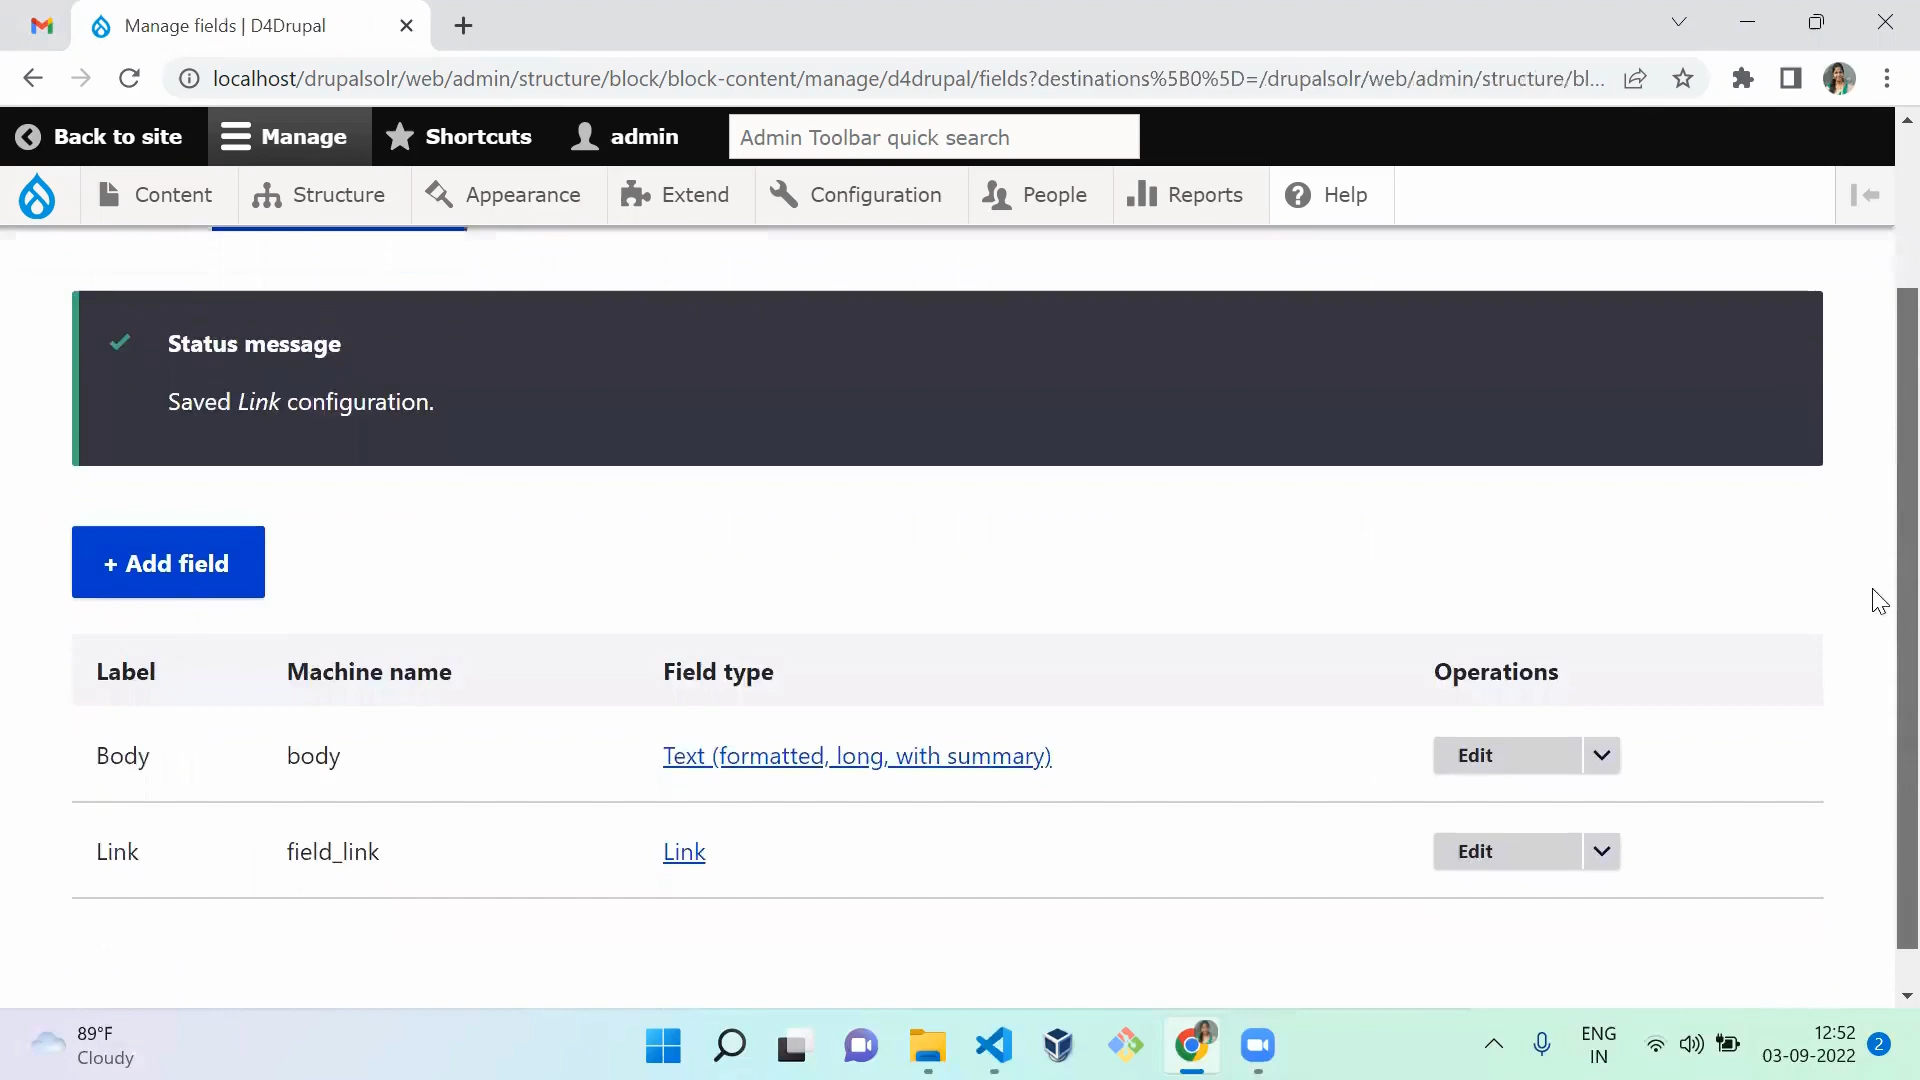 Manage fields | D4Drupal
localhost/drupalsolr/web/admin/structure/block/block-content/manage/d4drupal/fields?destinations%5B0%5D=/drupalsolr/web/admin/structure/bl...
Back to site Manage Shortcuts admin Admin Toolbar quick search
Content Structure Appearance Extend Configuration People Reports Help
Status message
Saved Link configuration.
+ Add field
Label Machine name Field type Operations
Body body Text (formatted, long, with summary) Edit
Link field_link Link Edit
89°F
Cloudy
ENG
IN
12:52
03-09-2022
2